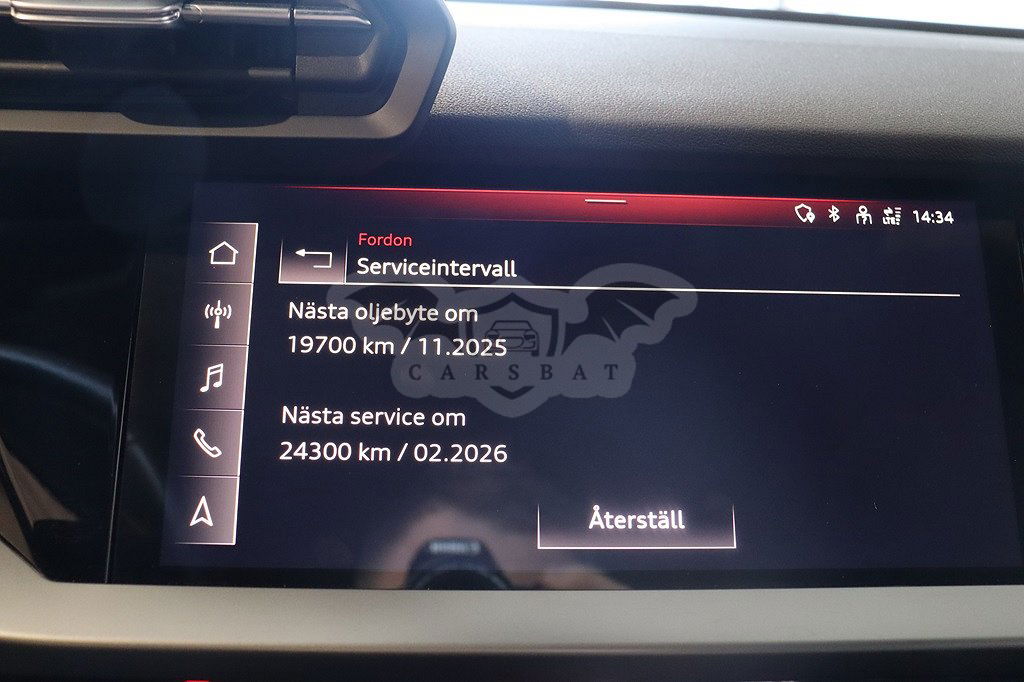 LTE
14:34
Fordon
Serviceintervall
Nästa oljebyte om
19700 km / 11.2025
CARSBAT
Nästa service om
24300 km / 02.2026
Återställ